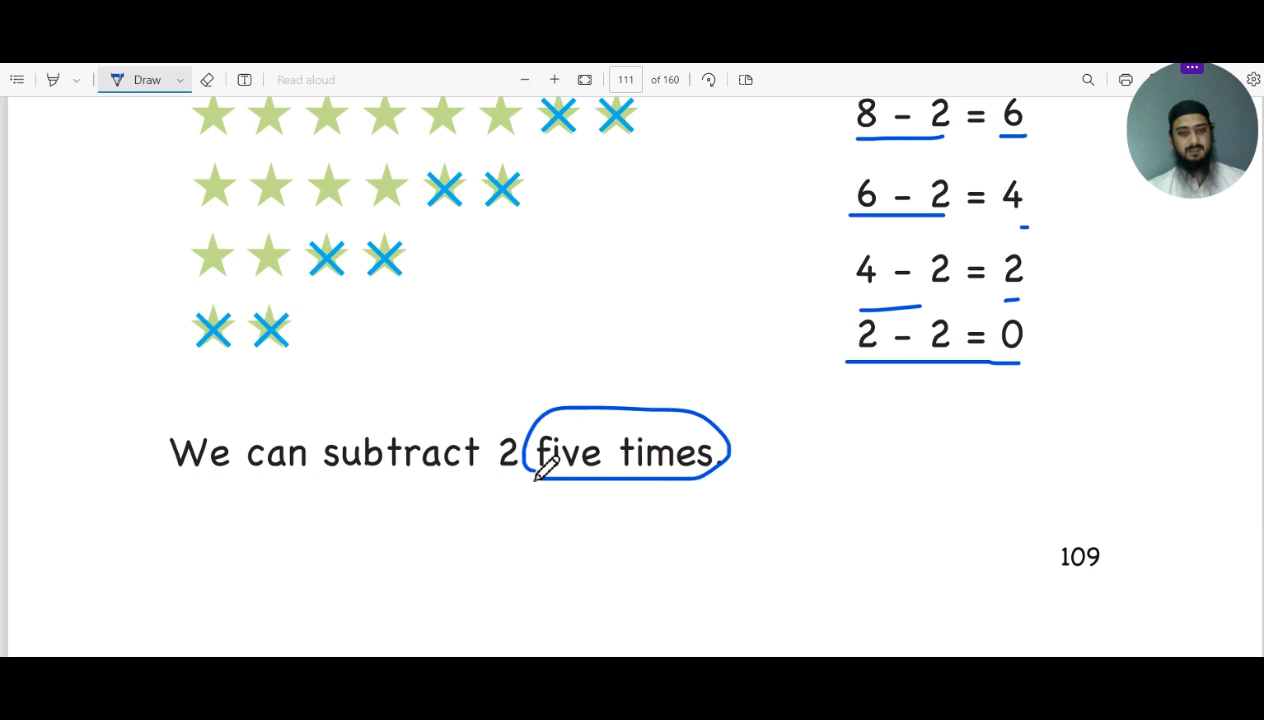 Draw
Read aloud
111 of 160
8 - 2 = 6
6 - 2 = 4
4 - 2 = 2
2 - 2 = 0
We can subtract 2 five times.
109